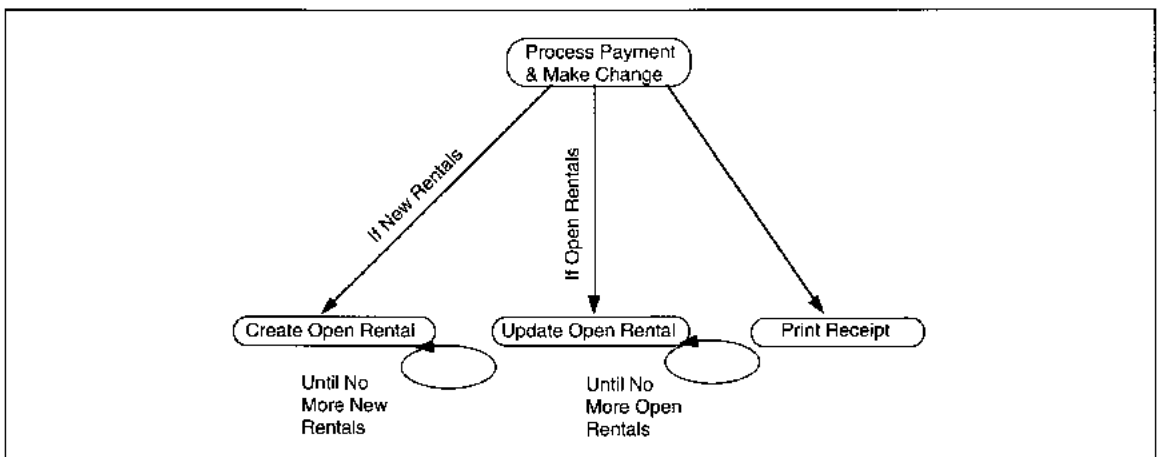 Process Payment
& Make Change
If New Rentals
If Open Rentals
Create Open Rental
Update Open Rental
Print Receipt
Until No
More New
Rentals
Until No
More Open
Rentals